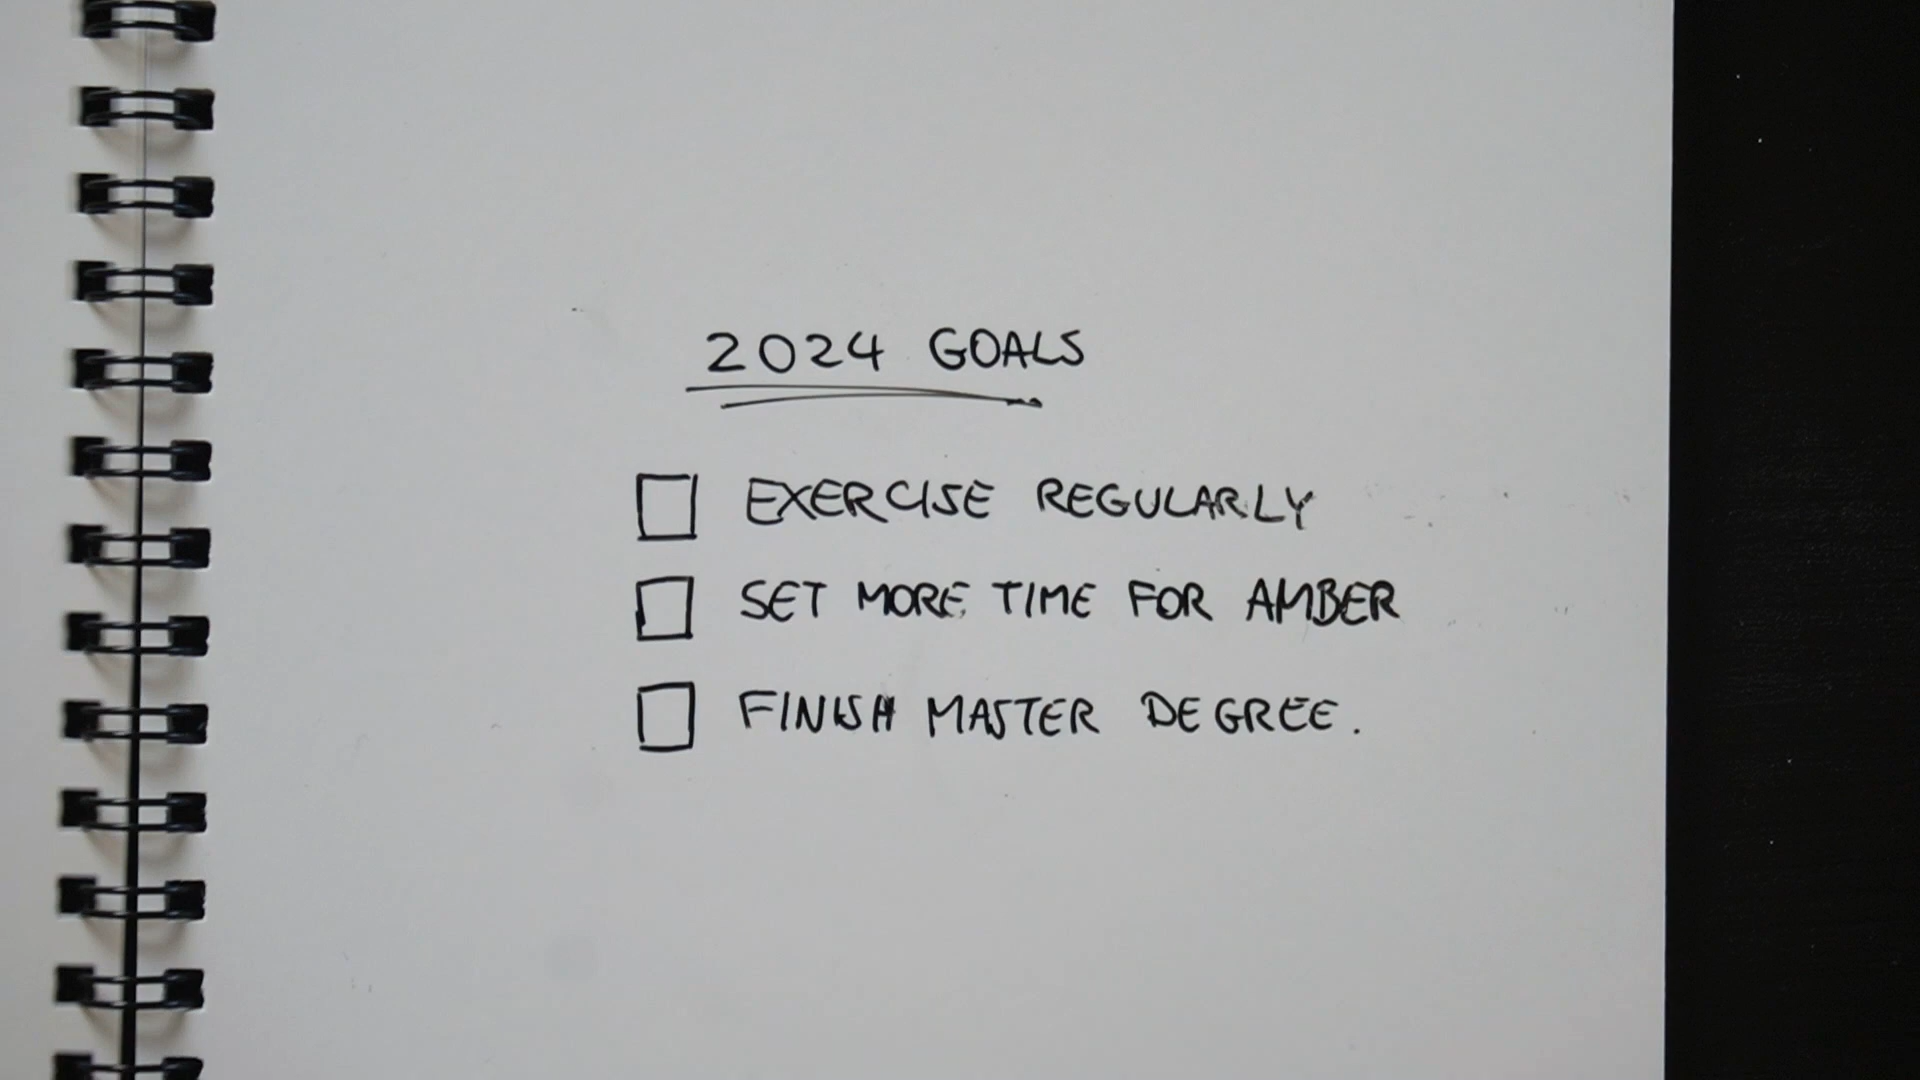 2024 GOALS
EXERCISE REGULARLY
SET MORE TIME FOR AMBER
FINISH MASTER DEGREE.